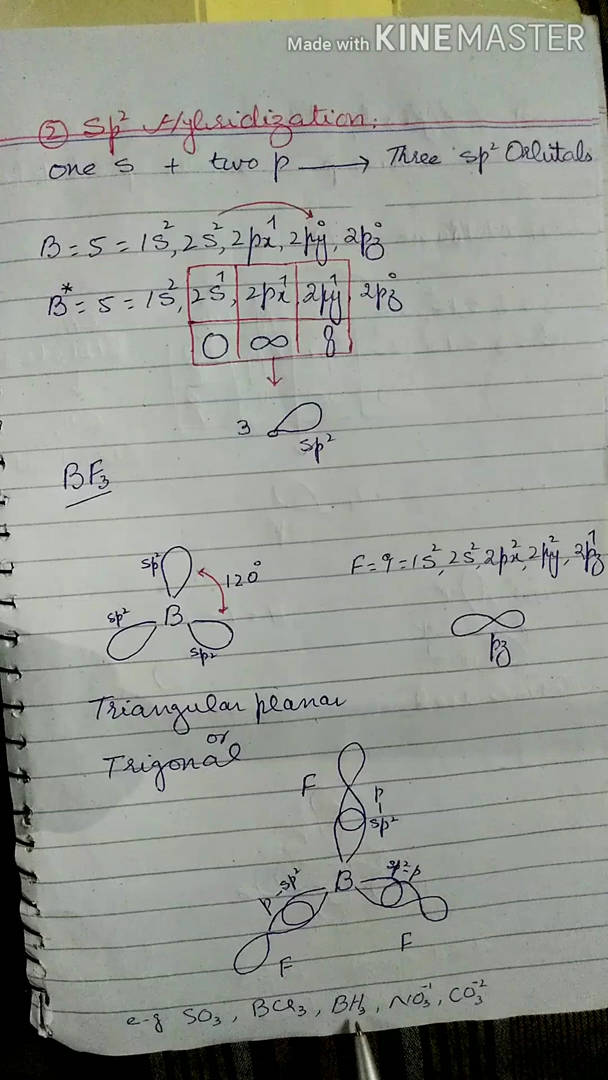 Made with KINEMASTER
② Sp² Hybridization.
one s + two p ⟶ Three sp² Orbitals
B = 5 = 1S², 2S², 2px¹, 2py⁰, 2pz⁰
B* = 5 = 1S², 2S¹, 2px¹, 2py¹, 2pz⁰
3 sp²
BF₃
sp² 120°
F = 9 = 1S², 2S², 2px², 2py², 2pz¹
sp² B sp²
pz
Triangular planar
or
Trigonal
F p-sp²
p-sp² B sp²-p
F F
e-g SO₃, BCl₃, BH₃, NO₃⁻¹, CO₃⁻²